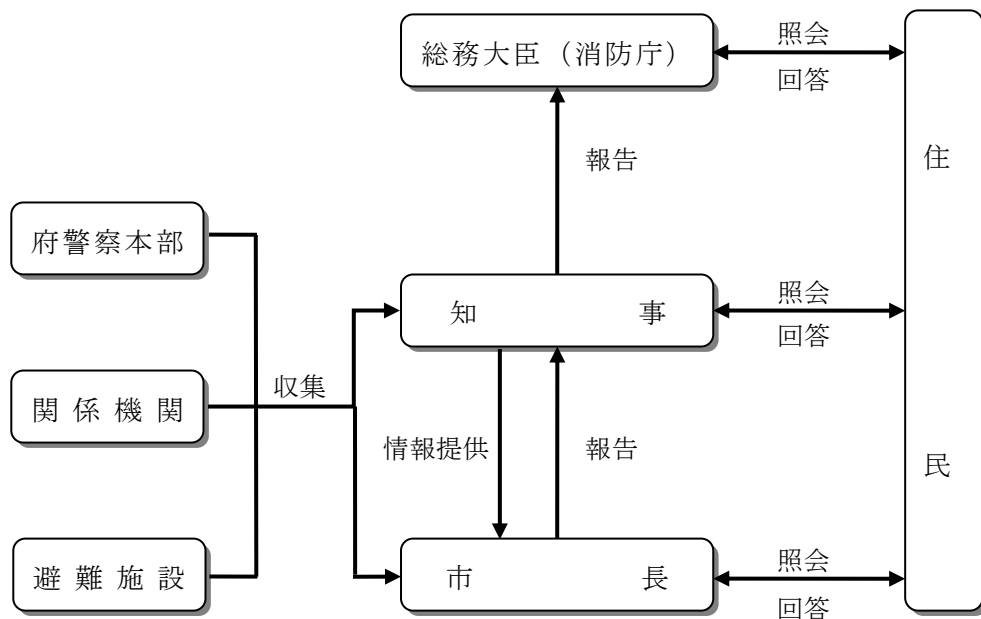 総務大臣（消防庁）
照会
回答
報告
住民
府警察本部
知事
照会
回答
関係機関
収集
情報提供
報告
避難施設
市長
照会
回答